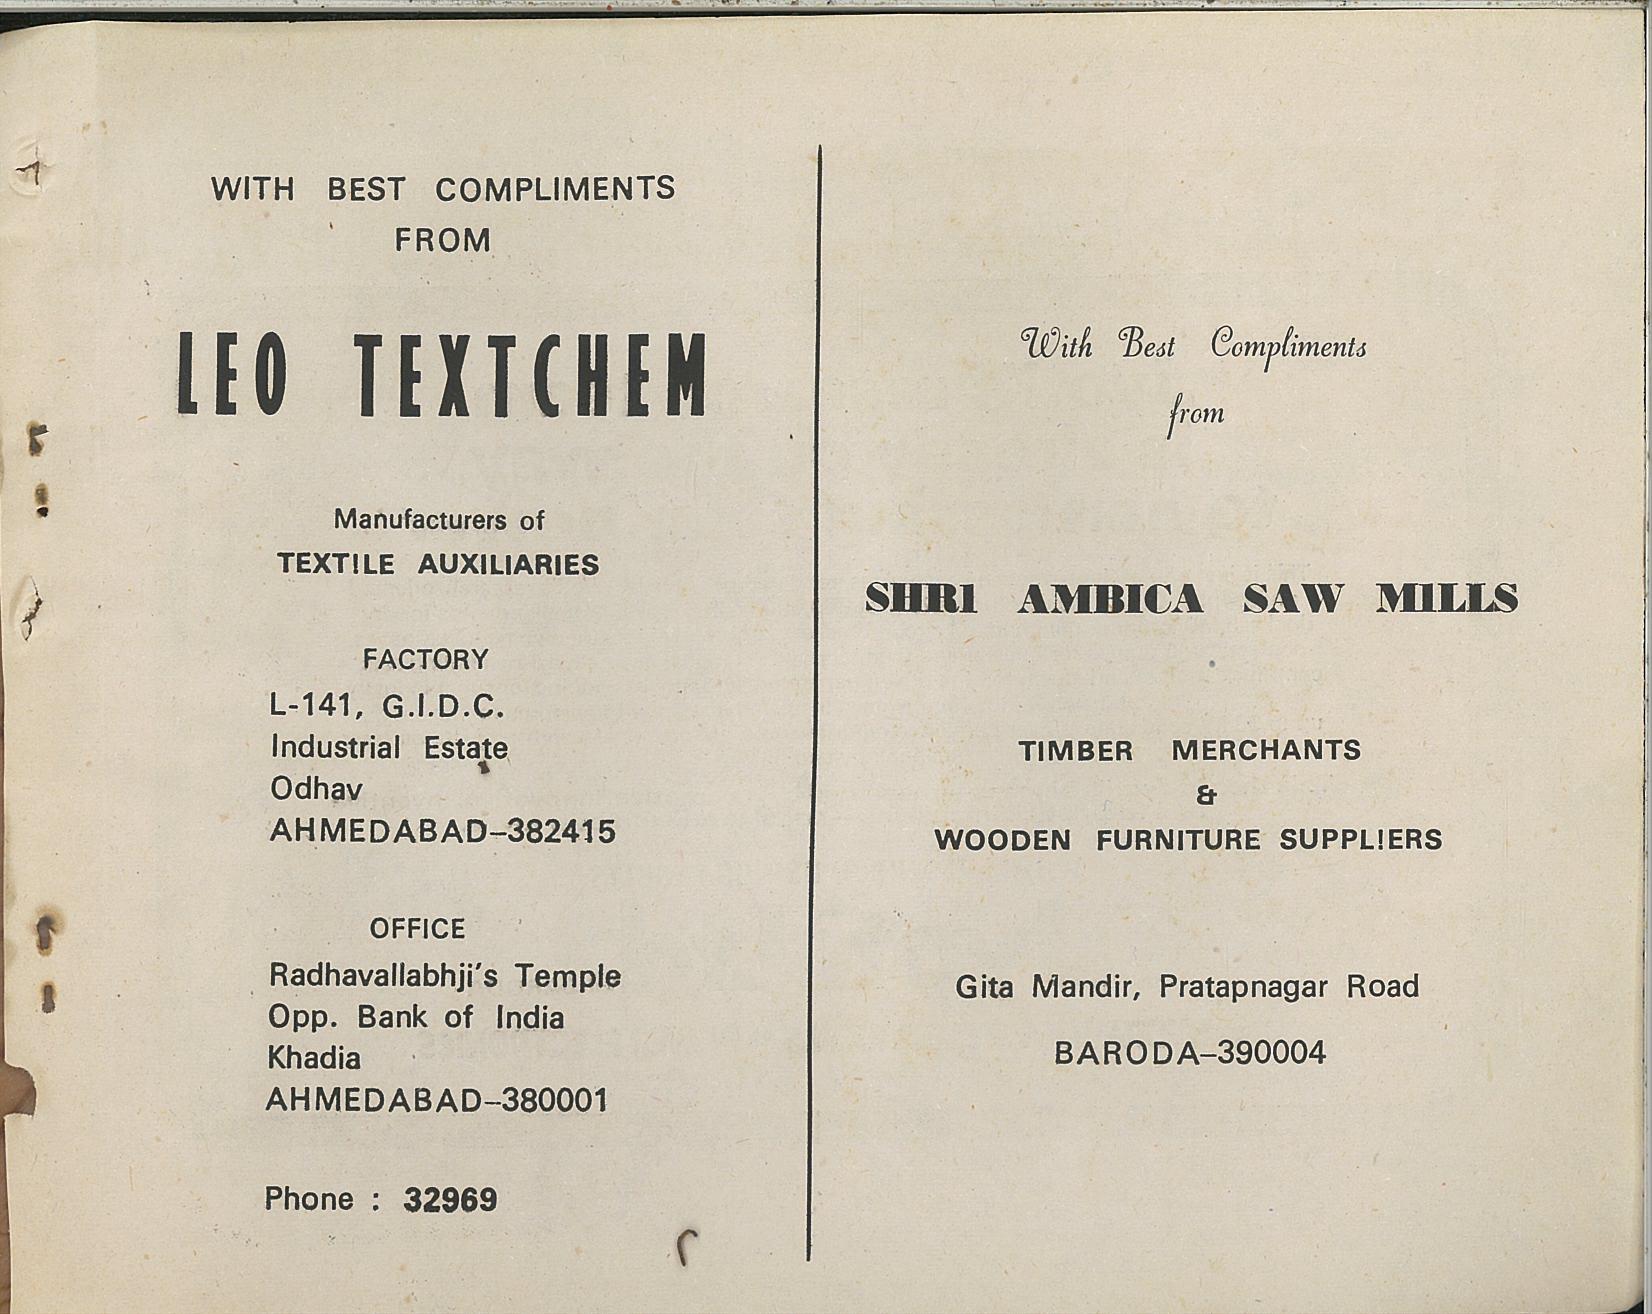 WITH BEST COMPLIMENTS
FROM
LEO TEXTCHEM
Manufacturers of
TEXTILE AUXILIARIES
FACTORY
L-141, G.I.D.C.
Industrial Estate
Odhav
AHMEDABAD–382415
OFFICE
Radhavallabhji's Temple
Opp. Bank of India
Khadia
AHMEDABAD–380001
Phone : 32969
With Best Compliments
from
SHRI AMBICA SAW MILLS
TIMBER MERCHANTS
&
WOODEN FURNITURE SUPPLIERS
Gita Mandir, Pratapnagar Road
BARODA–390004